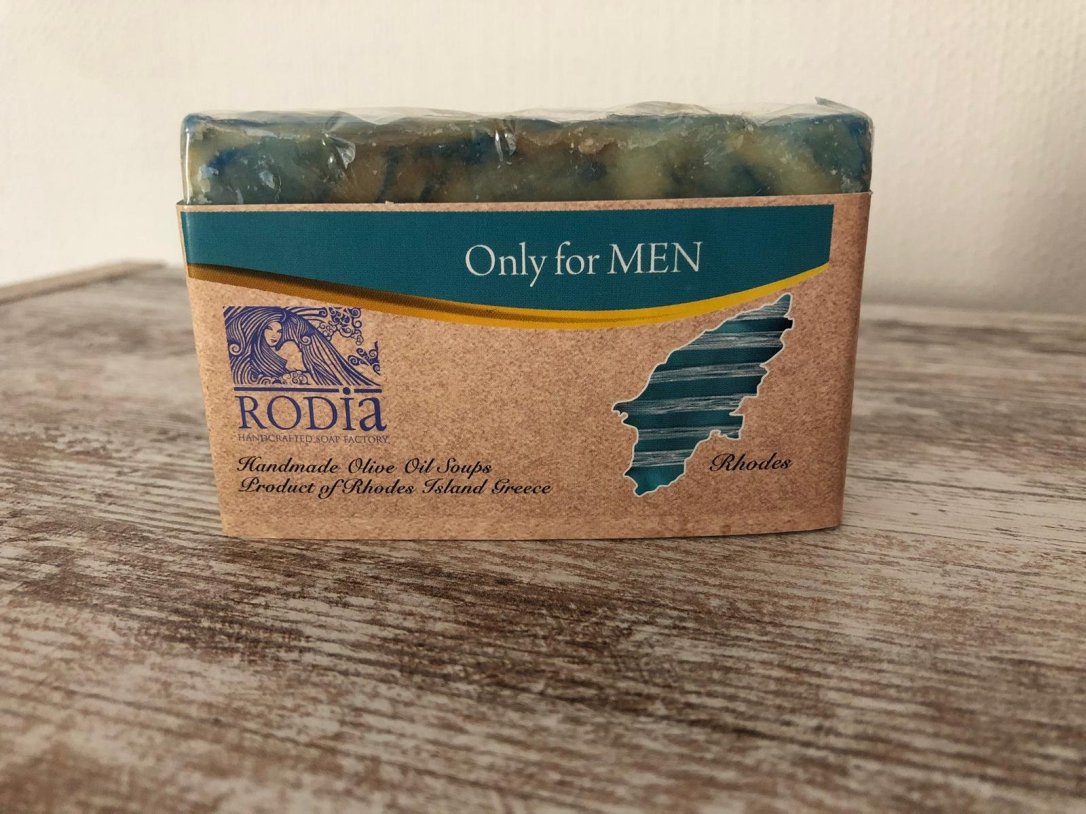 Only for MEN
RODia
HANDCRAFTED SOAP FACTORY
Handmade Olive Oil Soups
Product of Rhodes Island Greece
Rhodes